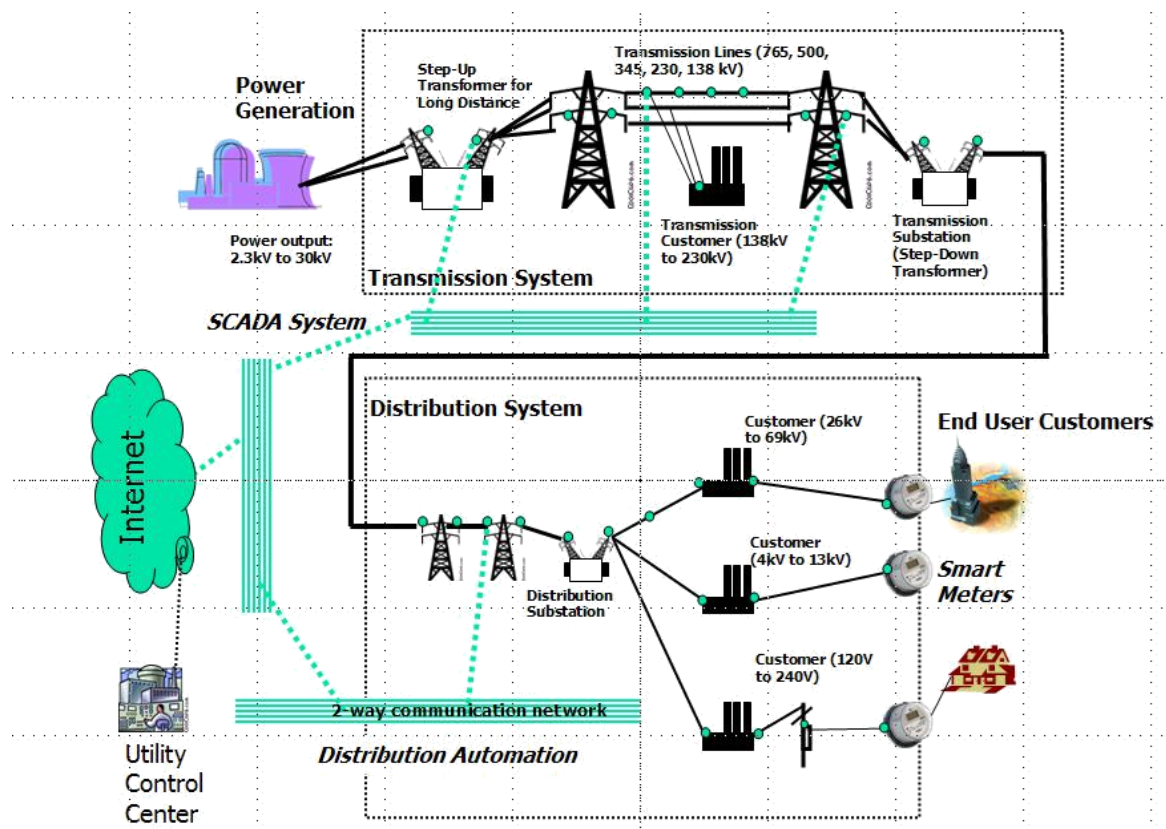 Power
Generation
Step-Up
Transformer for
Long Distance
Transmission Lines (765, 500,
345, 230, 138 kV)
Power output:
2.3kV to 30kV
Transmission
Customer (138kV
to 230kV)
Transmission
Substation
(Step-Down
Transformer)
Transmission System
SCADA System
Internet
Distribution System
Customer (26kV
to 69kV)
End User Customers
Customer
(4kV to 13kV)
Smart
Meters
Distribution
Substation
Customer (120V
to 240V)
2-way communication network
Distribution Automation
Utility
Control
Center